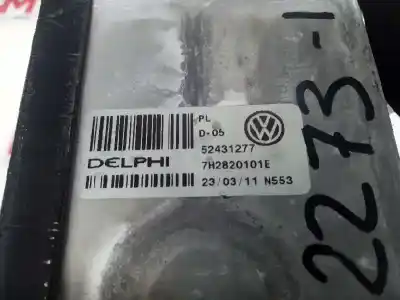 PL
D-05
52431277
DELPHI
7H2820101E
23/03/11 N553
2273-1